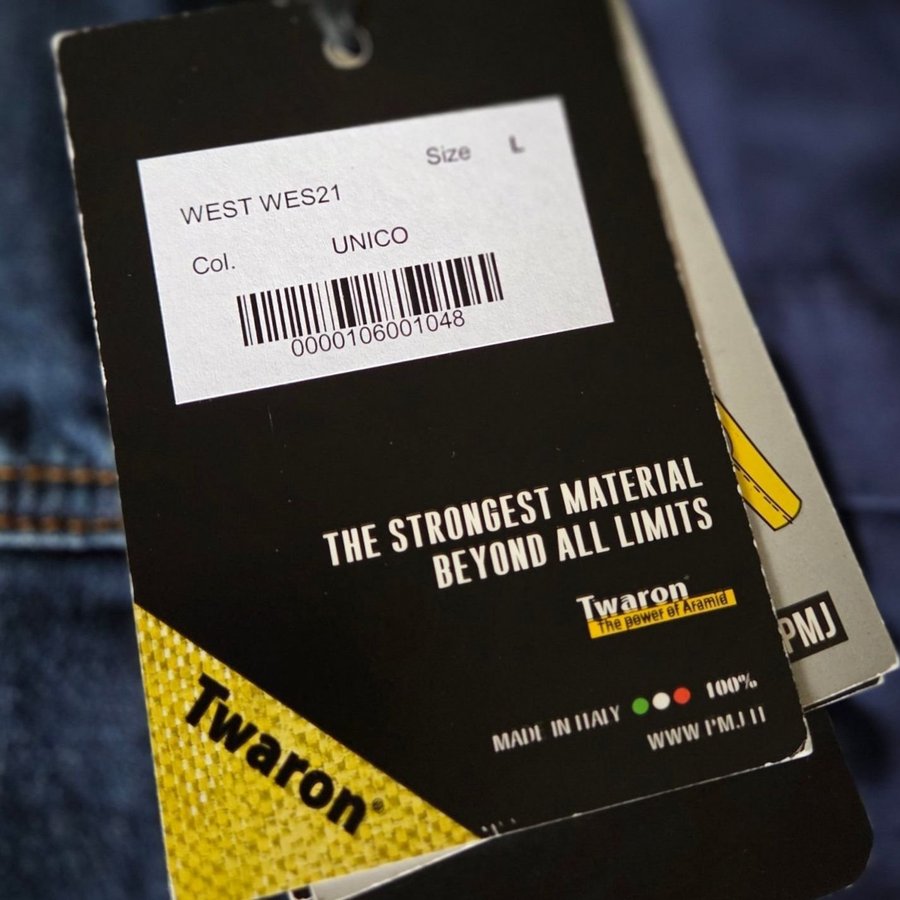 Size L
WEST WES21
Col. UNICO
0000106001048
THE STRONGEST MATERIAL
BEYOND ALL LIMITS
Twaron
The power of Aramid
PMJ
MADE IN ITALY 100%
WWW.PMJ.IT
Twaron®